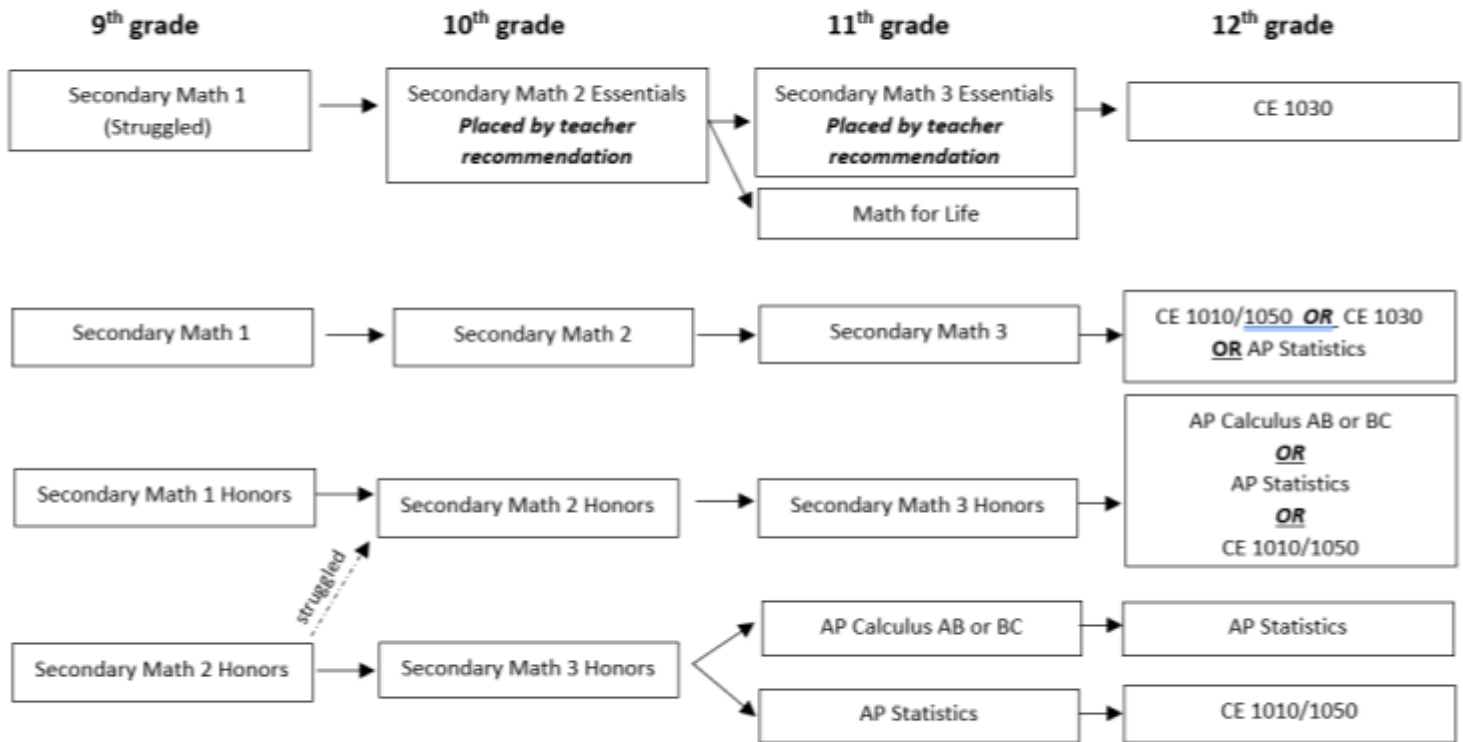 9th grade
10th grade
11th grade
12th grade
Secondary Math 1
(Struggled)
Secondary Math 2 Essentials
Placed by teacher
recommendation
Secondary Math 3 Essentials
Placed by teacher
recommendation
CE 1030
Math for Life
Secondary Math 1
Secondary Math 2
Secondary Math 3
CE 1010/1050 OR CE 1030
OR AP Statistics
Secondary Math 1 Honors
Secondary Math 2 Honors
Secondary Math 3 Honors
AP Calculus AB or BC
OR
AP Statistics
OR
CE 1010/1050
struggled
Secondary Math 2 Honors
Secondary Math 3 Honors
AP Calculus AB or BC
AP Statistics
AP Statistics
CE 1010/1050